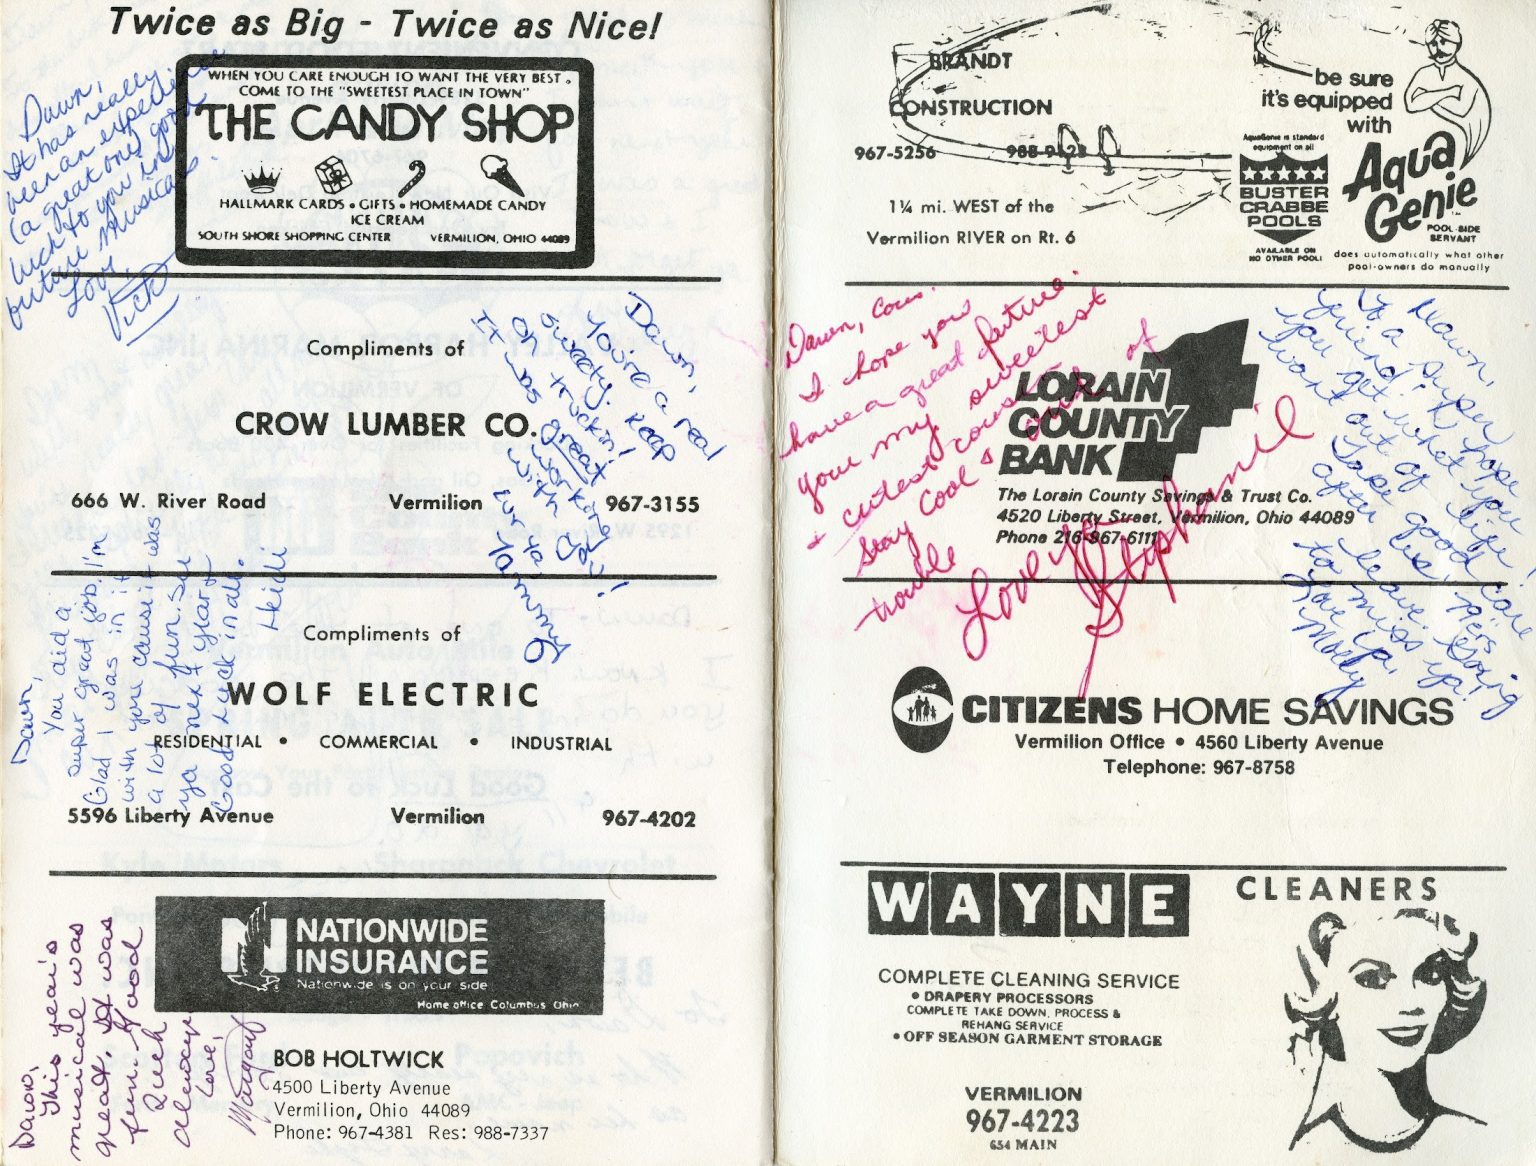 Twice as Big - Twice as Nice!
WHEN YOU CARE ENOUGH TO WANT THE VERY BEST.
COME TO THE "SWEETEST PLACE IN TOWN"
THE CANDY SHOP
HALLMARK CARDS • GIFTS • HOMEMADE CANDY
ICE CREAM
SOUTH SHORE SHOPPING CENTER VERMILION, OHIO 44089
Dawn,
It has really
been an experience
(a great one) good
luck to you in
future musicals.
Love,
Vick
Compliments of
CROW LUMBER CO.
666 W. River Road Vermilion 967-3155
Dawn,
You're a real
sweety. Keep
on truckin!
It was great
workone
with you!
Luv ta
Tammy
Compliments of
WOLF ELECTRIC
RESIDENTIAL • COMMERCIAL • INDUSTRIAL
5596 Liberty Avenue Vermilion 967-4202
Dawn,
You did a
super great job. I'm
Glad I was in it
with you cause it was
a lot of fun. See
ya next year!
Good Luck in all.
Heidi
NATIONWIDE
INSURANCE
Nationwide is on your side
Home office Columbus Ohio
BOB HOLTWICK
4500 Liberty Avenue
Vermilion, Ohio 44089
Phone: 967-4381 Res: 988-7337
Dawn,
This year's
musical was
great. It was
fun. Good
Luck
always
Love,
Margary
BRANDT
CONSTRUCTION
967-5256 988-9123
1¼ mi. WEST of the
Vermilion RIVER on Rt. 6
be sure
it's equipped
with
Aqua
Genie
POOL-SIDE
SERVANT
does automatically what other
pool-owners do manually
AquaGenie is standard
equipment on all
BUSTER
CRABBE
POOLS
AVAILABLE ON
NO OTHER POOL!
Dawn, Cous.
I hope you
have a great future.
your my sweetest
& cutest cousin
Stay Cool & out of
trouble
Love ya
Stephanie
LORAIN
COUNTY
BANK
The Lorain County Savings & Trust Co.
4520 Liberty Street, Vermilion, Ohio 44089
Phone 216-967-6111
Dawn,
To a super
friend! I hope
you get what you
want out of life!
Take good care
after us, piers
leave. Going
to miss ya!
Love ya,
Molly
CITIZENS HOME SAVINGS
Vermilion Office • 4560 Liberty Avenue
Telephone: 967-8758
WAYNE CLEANERS
COMPLETE CLEANING SERVICE
• DRAPERY PROCESSORS
COMPLETE TAKE DOWN, PROCESS &
REHANG SERVICE
• OFF SEASON GARMENT STORAGE
VERMILION
967-4223
654 MAIN